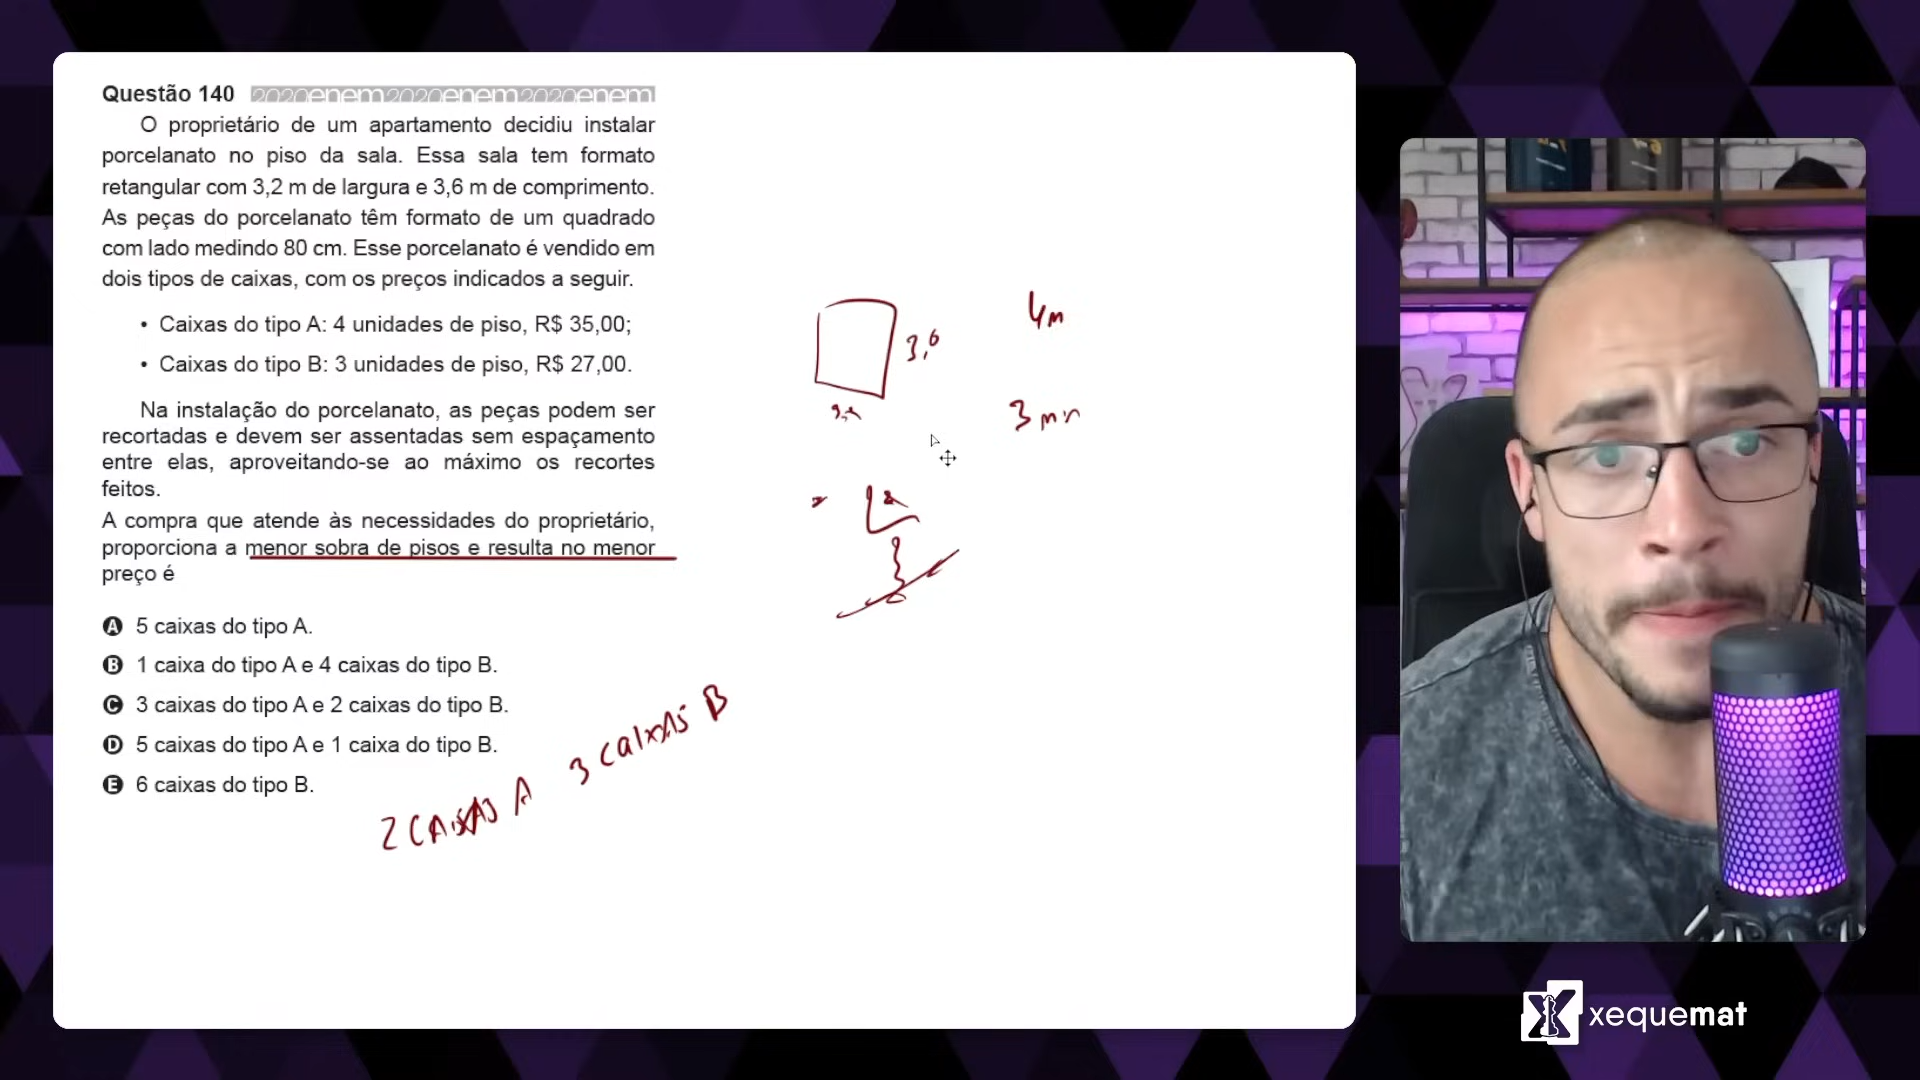 Questão 140 2020enem2020enem2020enem
O proprietário de um apartamento decidiu instalar
porcelanato no piso da sala. Essa sala tem formato
retangular com 3,2 m de largura e 3,6 m de comprimento.
As peças do porcelanato têm formato de um quadrado
com lado medindo 80 cm. Esse porcelanato é vendido em
dois tipos de caixas, com os preços indicados a seguir.
• Caixas do tipo A: 4 unidades de piso, R$ 35,00;
• Caixas do tipo B: 3 unidades de piso, R$ 27,00.
Na instalação do porcelanato, as peças podem ser
recortadas e devem ser assentadas sem espaçamento
entre elas, aproveitando-se ao máximo os recortes
feitos.
A compra que atende às necessidades do proprietário,
proporciona a menor sobra de pisos e resulta no menor
preço é
A 5 caixas do tipo A.
B 1 caixa do tipo A e 4 caixas do tipo B.
C 3 caixas do tipo A e 2 caixas do tipo B.
D 5 caixas do tipo A e 1 caixa do tipo B.
E 6 caixas do tipo B.
2 CAIXAS A 3 CAIXAS B
3,6
4m
3 min
xequemat